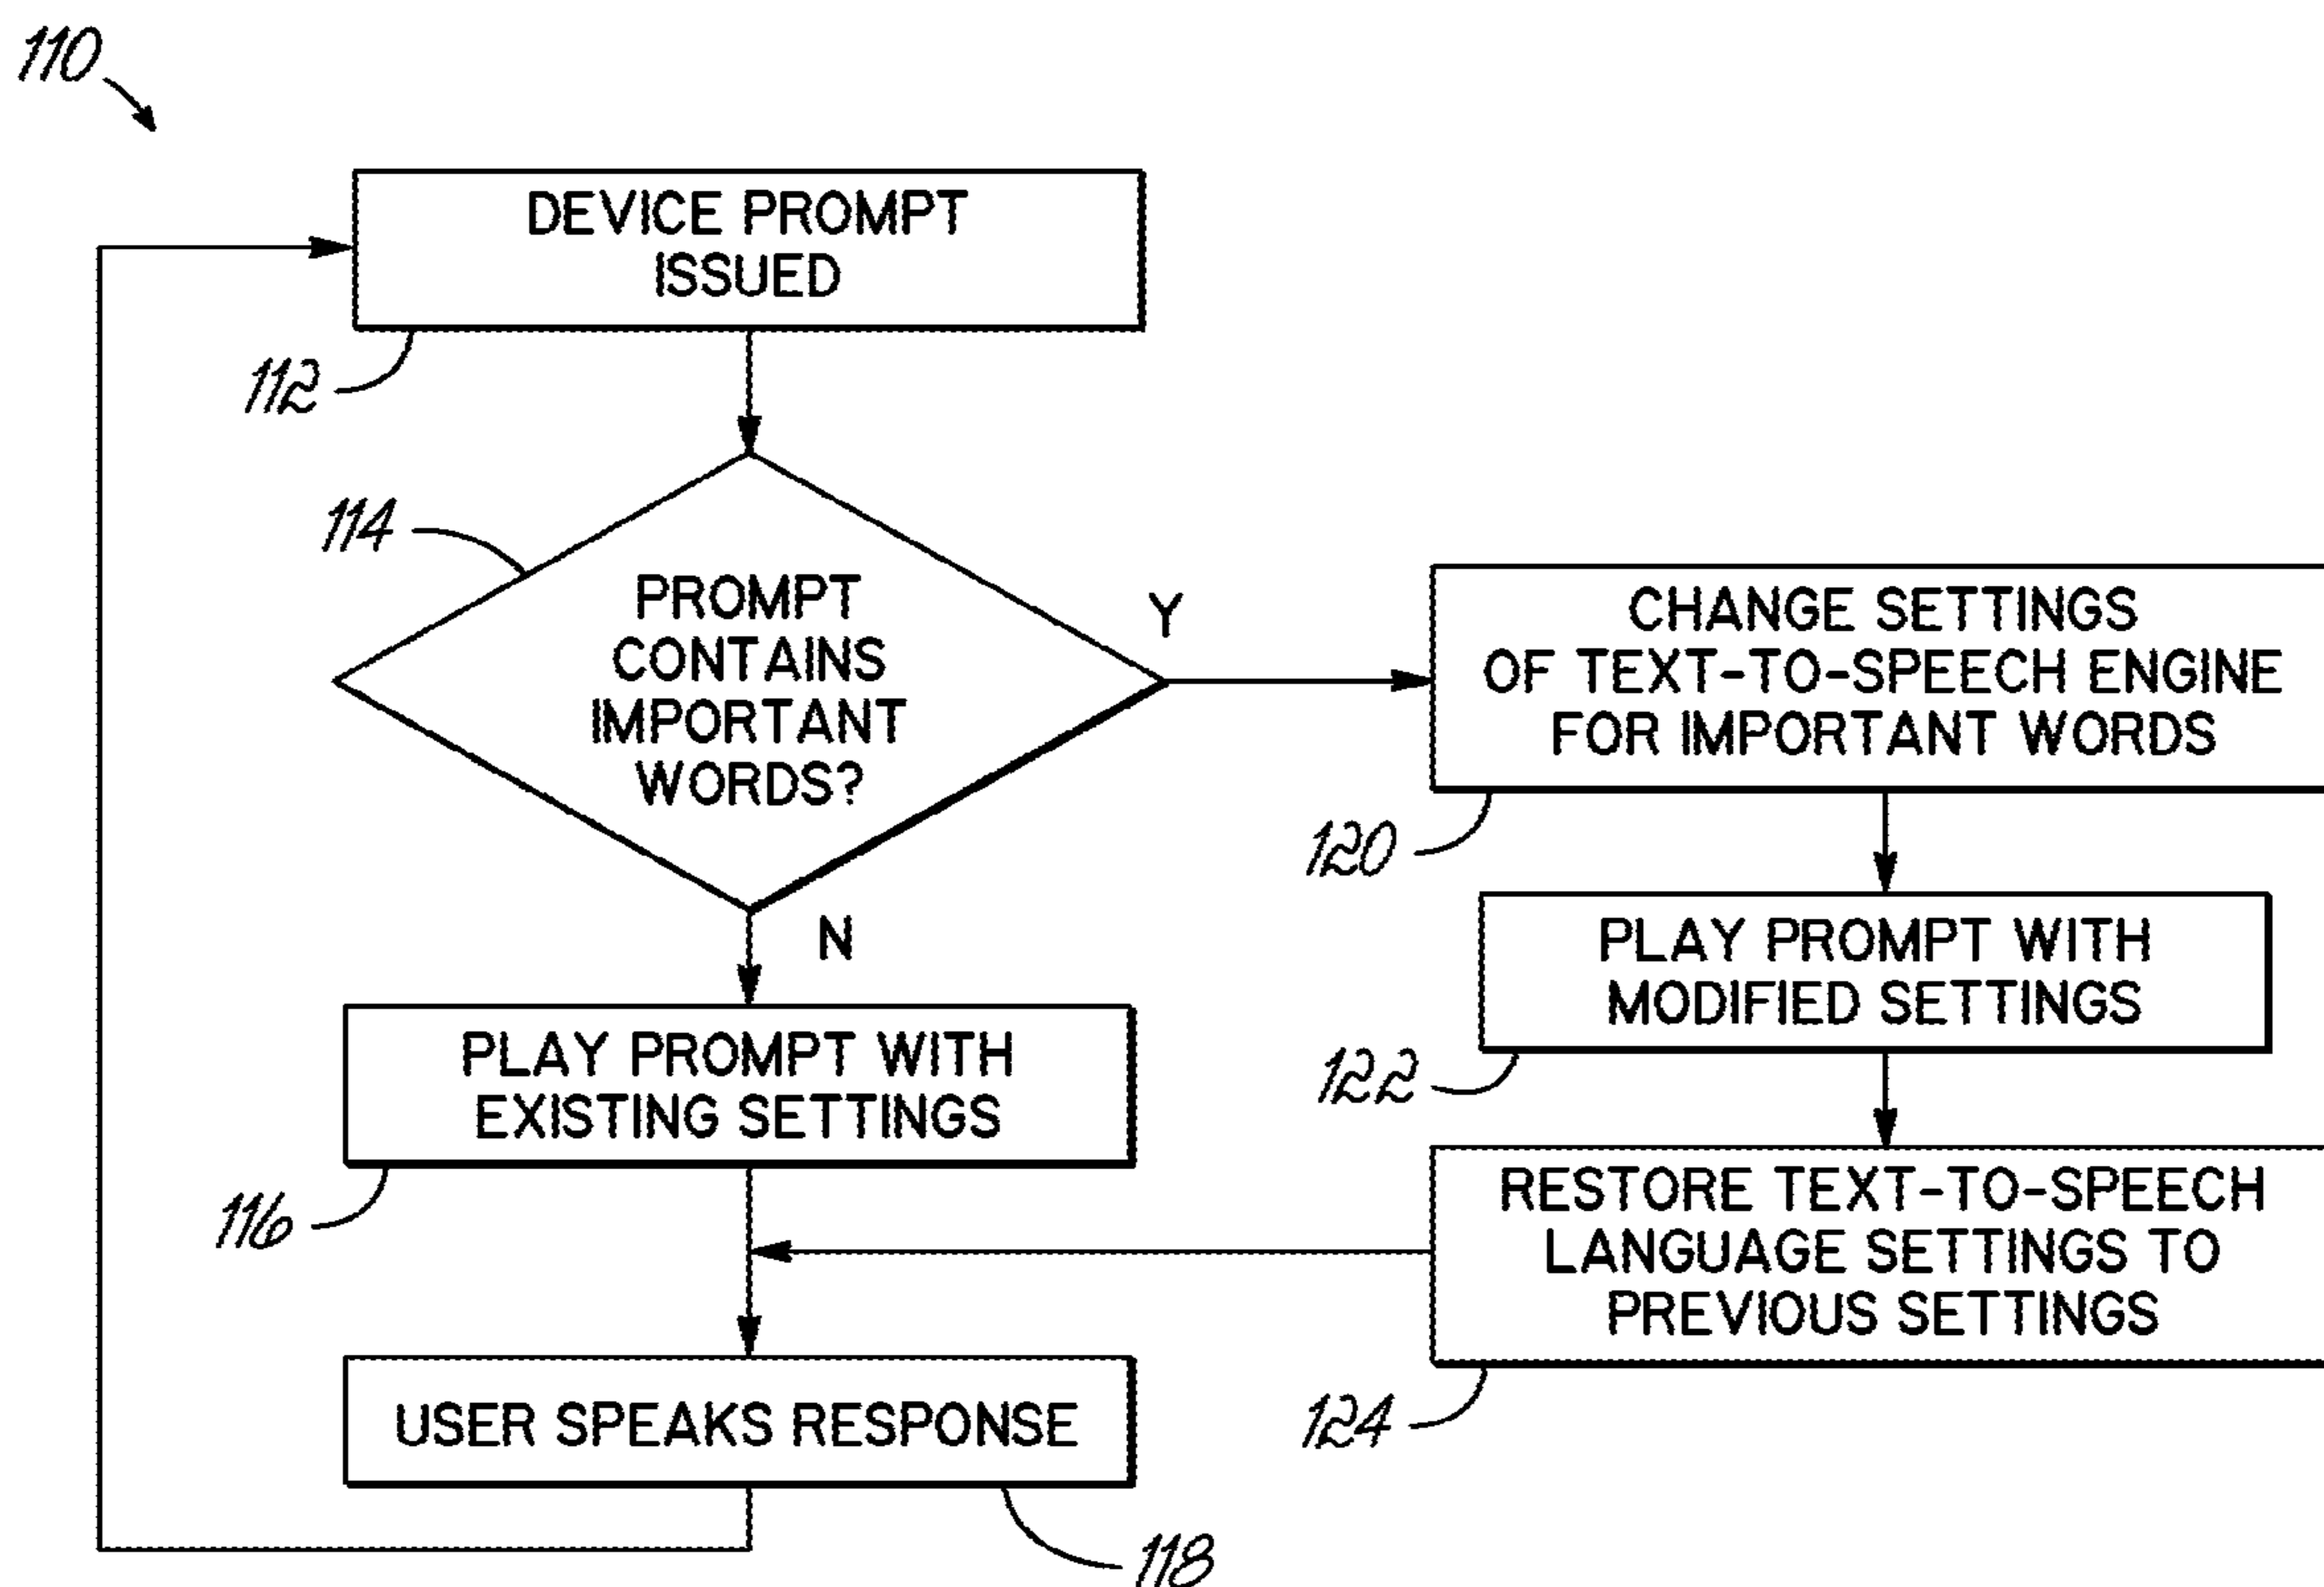 110
DEVICE PROMPT
ISSUED
112
114
PROMPT
CONTAINS
IMPORTANT
WORDS?
Y
N
CHANGE SETTINGS
OF TEXT-TO-SPEECH ENGINE
FOR IMPORTANT WORDS
120
PLAY PROMPT WITH
MODIFIED SETTINGS
122
PLAY PROMPT WITH
EXISTING SETTINGS
116
RESTORE TEXT-TO-SPEECH
LANGUAGE SETTINGS TO
PREVIOUS SETTINGS
124
USER SPEAKS RESPONSE
118